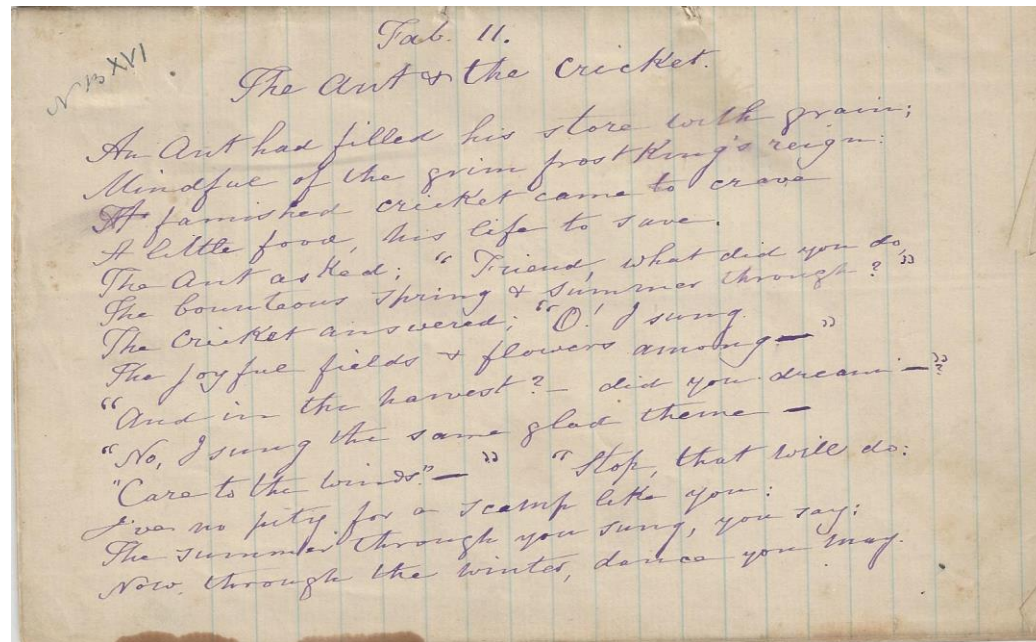 Fab. 11.
No XVI
The Ant & the Cricket.
An Ant had filled his store with grain;
Mindful of the grim frost King's reign:
A famished cricket came to crave
A little food, his life to save.
The Ant asked; "Friend, what did you do,
The bounteous spring & summer through?"
The Cricket answered; "O! I sung
The joyful fields & flowers among—"
"And in the harvest?— did you dream—?"
"No, I sung the same glad theme—
"Care to the winds"—" "Stop, that will do:
I've no pity for a scamp like you:
The summer through you sung, you say:
Now, through the winter, dance you may.